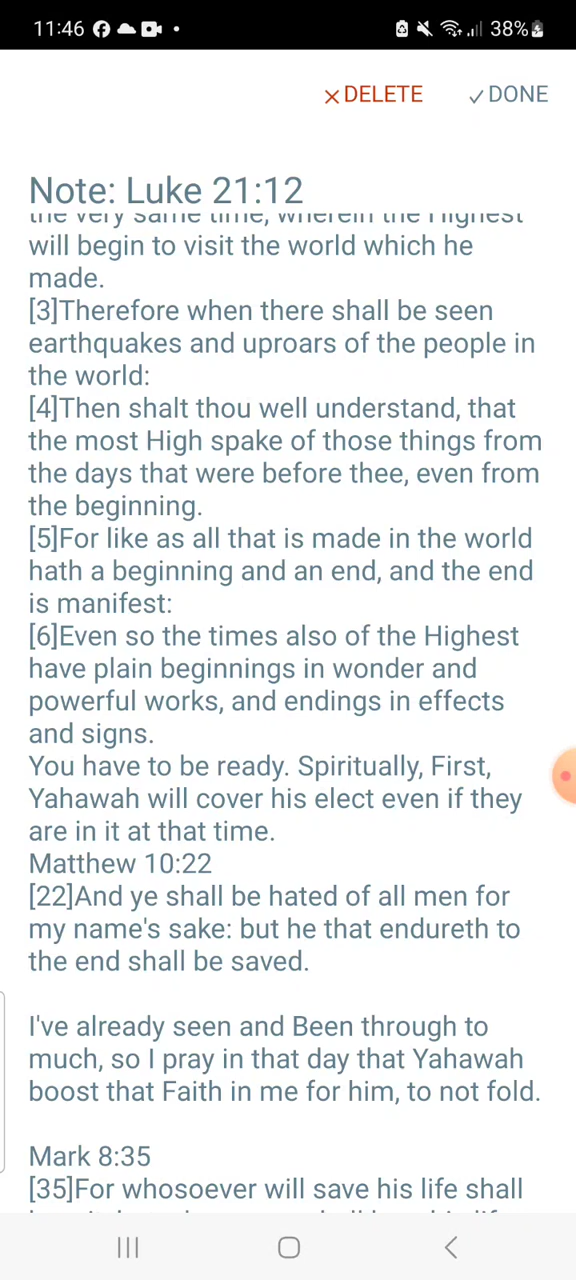 11:46
38%
DELETE
DONE
Note: Luke 21:12
the very same time, wherein the Highest
will begin to visit the world which he
made.
[3]Therefore when there shall be seen
earthquakes and uproars of the people in
the world:
[4]Then shalt thou well understand, that
the most High spake of those things from
the days that were before thee, even from
the beginning.
[5]For like as all that is made in the world
hath a beginning and an end, and the end
is manifest:
[6]Even so the times also of the Highest
have plain beginnings in wonder and
powerful works, and endings in effects
and signs.
You have to be ready. Spiritually, First,
Yahawah will cover his elect even if they
are in it at that time.
Matthew 10:22
[22]And ye shall be hated of all men for
my name's sake: but he that endureth to
the end shall be saved.
I've already seen and Been through to
much, so I pray in that day that Yahawah
boost that Faith in me for him, to not fold.
Mark 8:35
[35]For whosoever will save his life shall